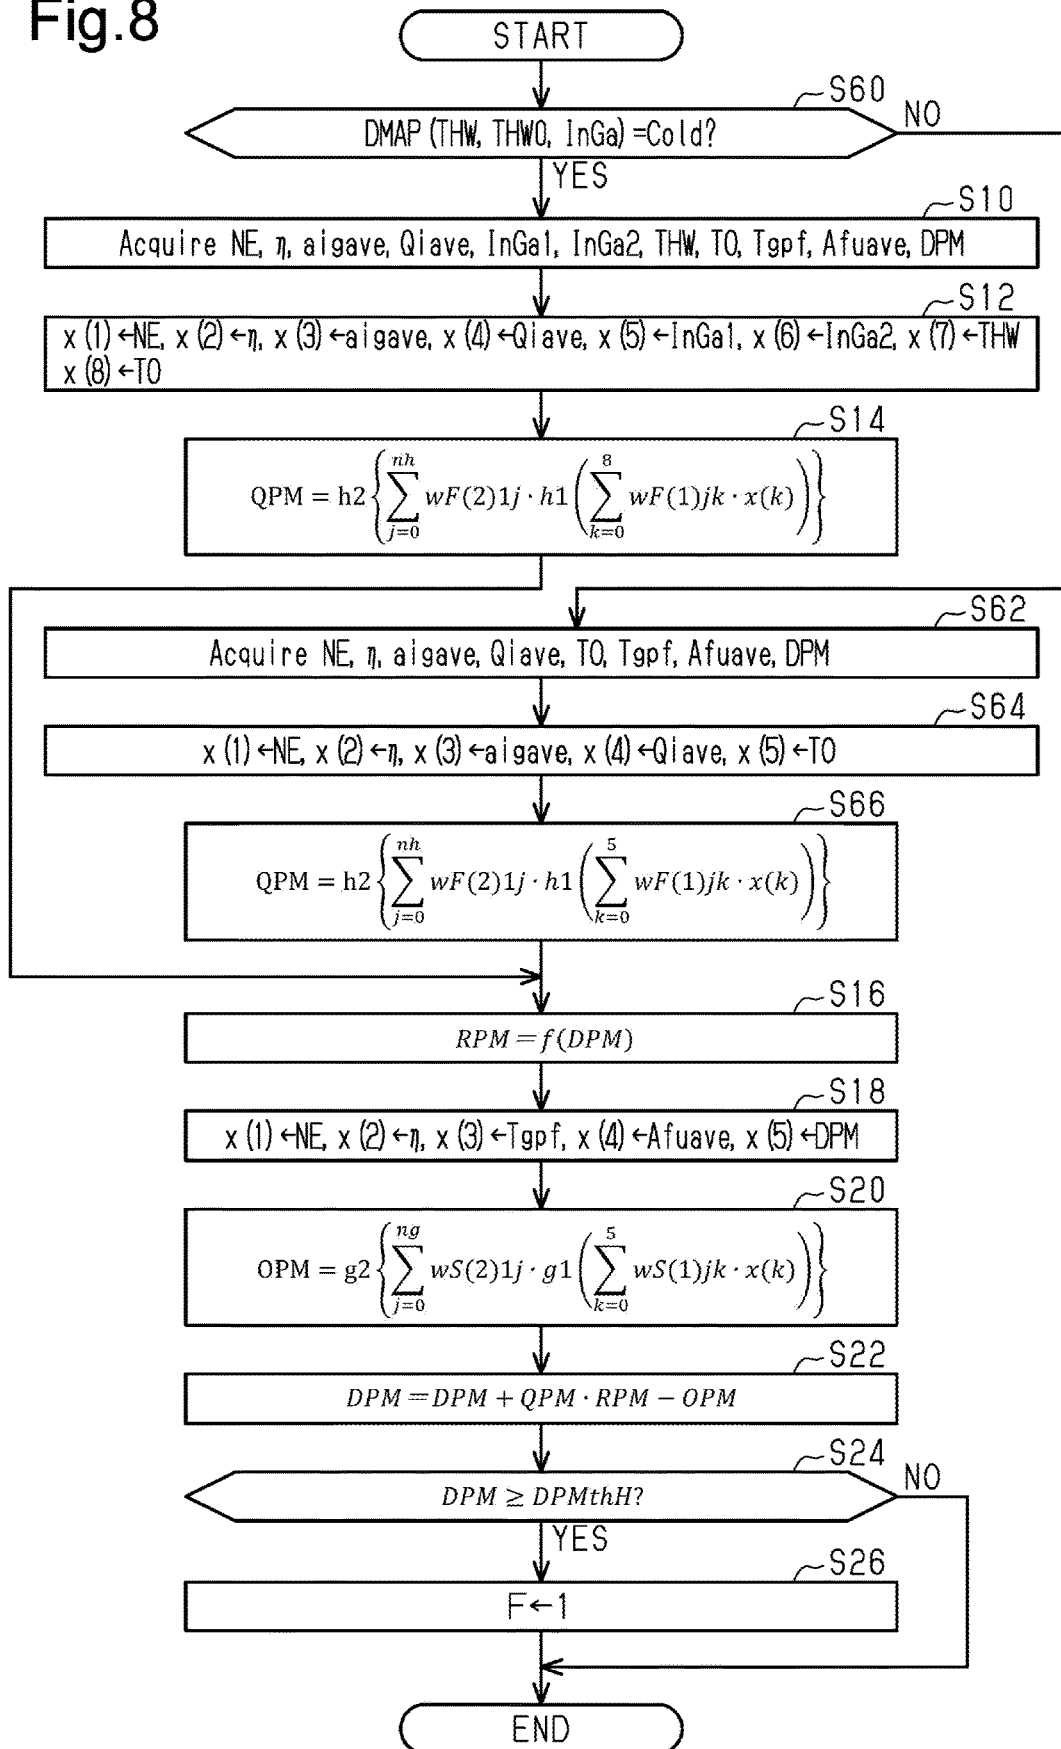 Fig.8
START
S60
DMAP (THW, THW0, InGa) =Cold?
NO
YES
S10
Acquire NE, η, aigave, Qiave, InGa1, InGa2, THW, TO, Tgpf, Afuave, DPM
S12
x (1) ←NE, x (2) ←η, x (3) ←aigave, x (4) ←Qiave, x (5) ←InGa1, x (6) ←InGa2, x (7) ←THW
x (8) ←TO
S14
QPM = h2{∑_{j=0}^{nh} wF(2)1j · h1(∑_{k=0}^{8} wF(1)jk · x(k))}
S62
Acquire NE, η, aigave, Qiave, TO, Tgpf, Afuave, DPM
S64
x (1) ←NE, x (2) ←η, x (3) ←aigave, x (4) ←Qiave, x (5) ←TO
S66
QPM = h2{∑_{j=0}^{nh} wF(2)1j · h1(∑_{k=0}^{5} wF(1)jk · x(k))}
S16
RPM = f(DPM)
S18
x (1) ←NE, x (2) ←η, x (3) ←Tgpf, x (4) ←Afuave, x (5) ←DPM
S20
OPM = g2{∑_{j=0}^{ng} wS(2)1j · g1(∑_{k=0}^{5} wS(1)jk · x(k))}
S22
DPM = DPM + QPM · RPM − OPM
S24
DPM ≥ DPMthH?
NO
YES
S26
F←1
END